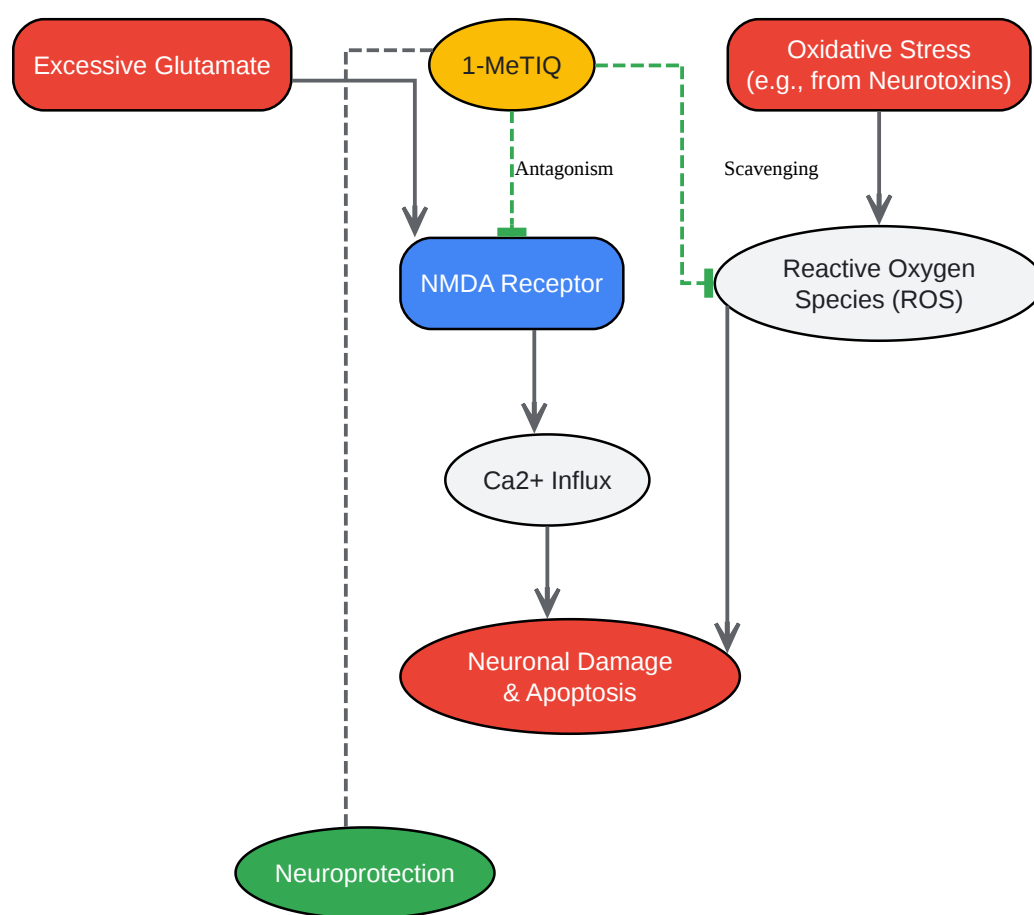 Excessive Glutamate
1-MeTIQ
Oxidative Stress
(e.g., from Neurotoxins)
Antagonism
Scavenging
NMDA Receptor
Reactive Oxygen
Species (ROS)
Ca2+ Influx
Neuronal Damage
& Apoptosis
Neuroprotection